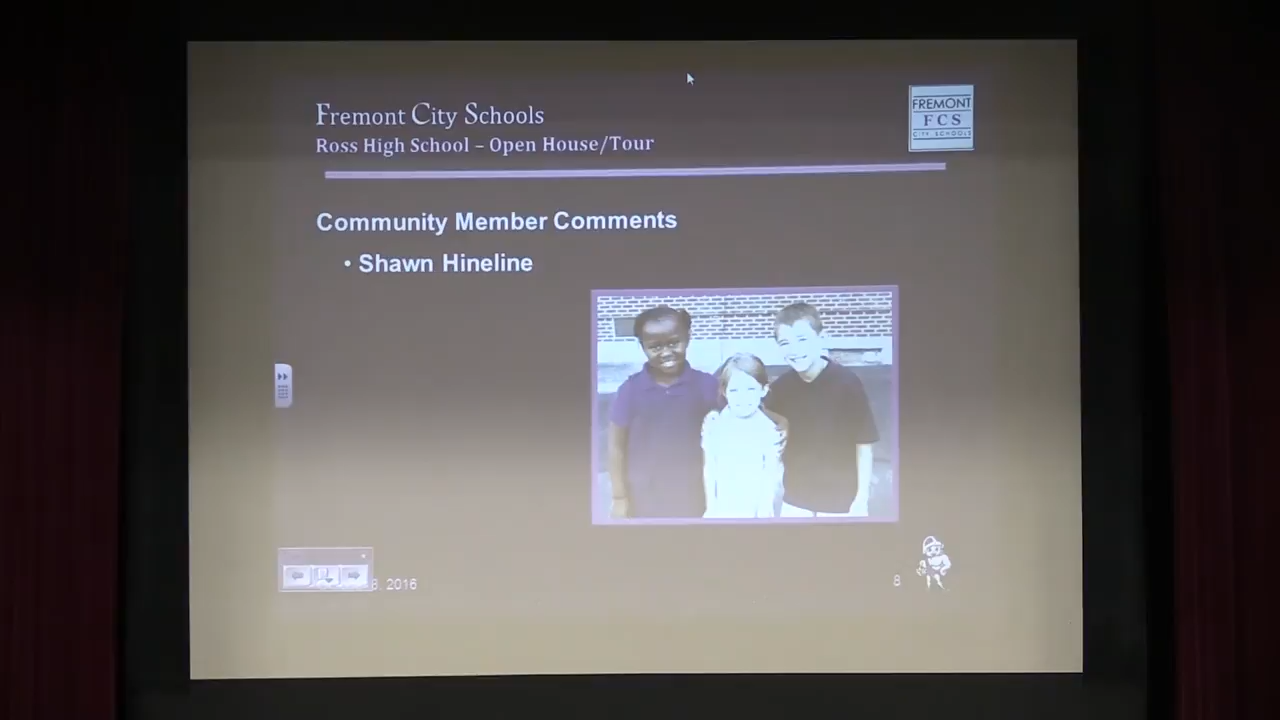 Fremont City Schools
Ross High School – Open House/Tour
FREMONT
FCS
CITY SCHOOLS
Community Member Comments
• Shawn Hineline
8, 2016
8